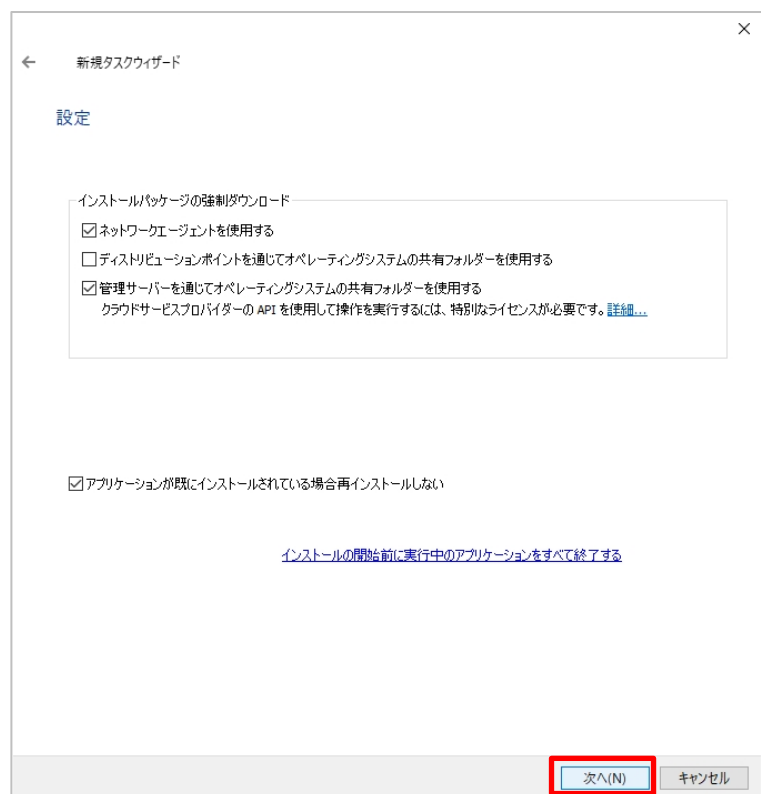 新規タスクウィザード
設定
インストールパッケージの強制ダウンロード
ネットワークエージェントを使用する
ディストリビューションポイントを通じてオペレーティングシステムの共有フォルダーを使用する
管理サーバーを通じてオペレーティングシステムの共有フォルダーを使用する
クラウドサービスプロバイダーの API を使用して操作を実行するには、特別なライセンスが必要です。詳細...
アプリケーションが既にインストールされている場合再インストールしない
インストールの開始前に実行中のアプリケーションをすべて終了する
次へ(N) キャンセル